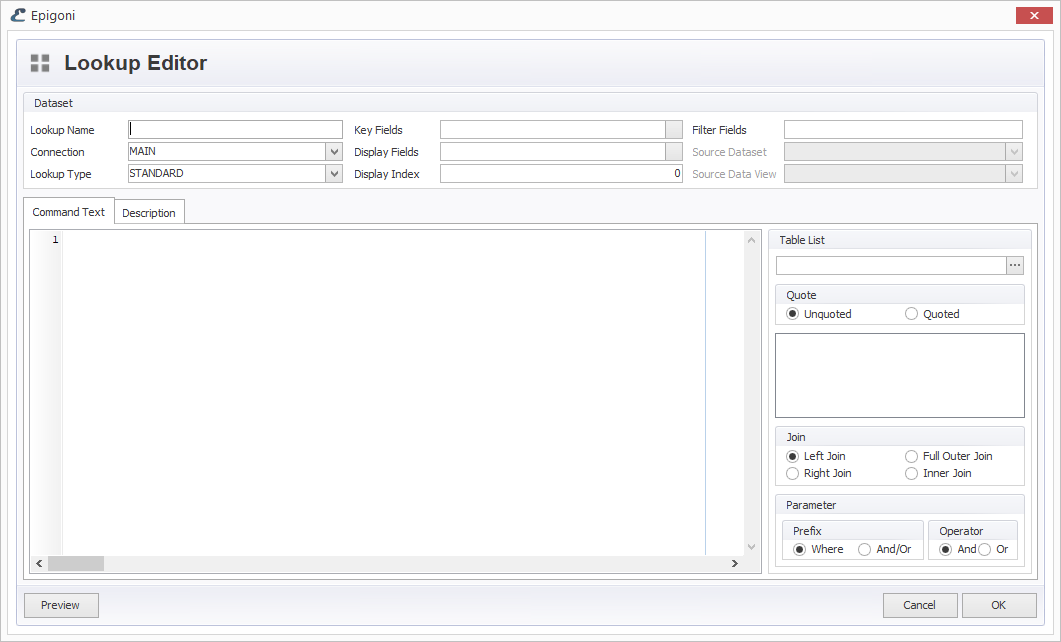 Epigoni
Lookup Editor
Dataset
Lookup Name Key Fields Filter Fields
Connection MAIN Display Fields Source Dataset
Lookup Type STANDARD Display Index 0 Source Data View
Command Text Description
1
Table List
...
Quote
Unquoted Quoted
Join
Left Join Full Outer Join
Right Join Inner Join
Parameter
Prefix Operator
Where And/Or And Or
Preview Cancel OK